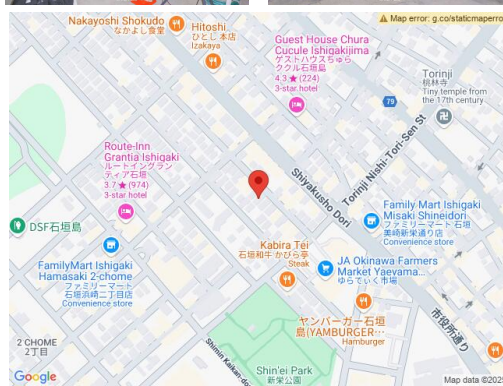 Map error: g.co/staticmaperro
Nakayoshi Shokudo
なかよし食堂
Hitoshi
ひとし 本店
Izakaya
Guest House Chura
Cucule Ishigakijima
ゲストハウスちゅら
ククル石垣島
4.3★(224)
3-star hotel
79
Torinji
桃林寺
Tiny temple from
the 17th century
Route-Inn
Grantia Ishigaki
ルートイングラン
ティア石垣
3.7★(974)
3-star hotel
Shiyakusho Dori
Torinji Nishi-Tori-Sen St
Family Mart Ishigaki
Misaki Shineidori
ファミリーマート 石垣
美崎新栄通り店
Convenience store
DSF石垣島
FamilyMart Ishigaki
Hamasaki 2-chome
ファミリーマート
石垣浜崎二丁目店
Convenience store
Kabira Tei
石垣和牛 かびら亭
Steak
JA Okinawa Farmers
Market Yaeyama...
ゆらてぃく市場
ヤンバーガー石垣
島(YAMBURGER...
Hamburger
市役所通り
2 CHOME
2丁目
Shimin Kaikan-do
Shin'ei Park
新栄公園
Google
Map data ©202